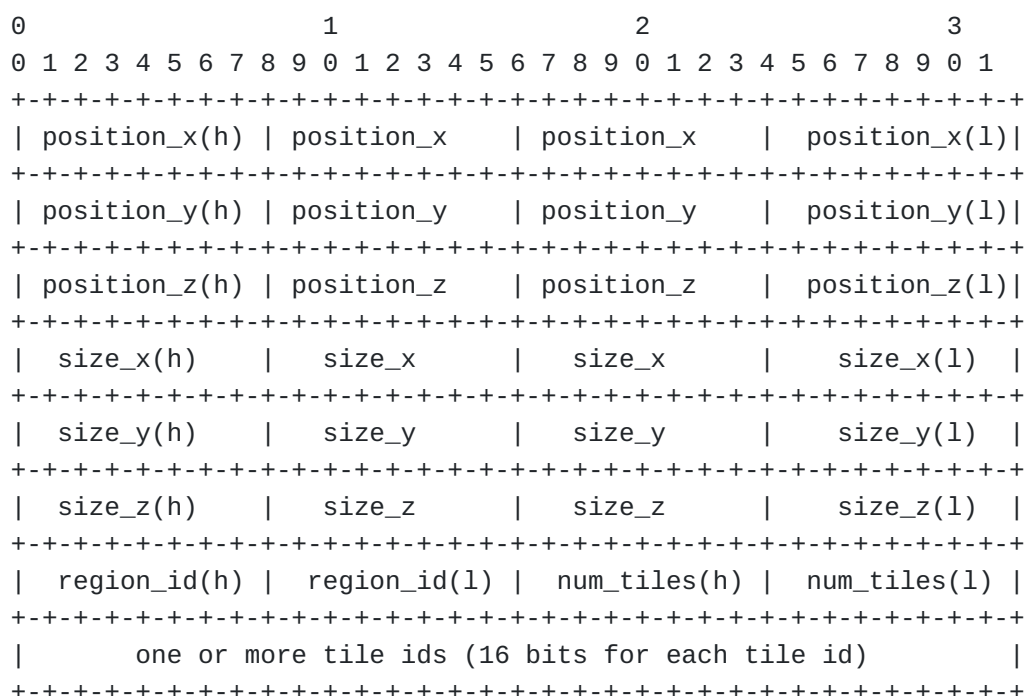 0                   1                   2                   3
0 1 2 3 4 5 6 7 8 9 0 1 2 3 4 5 6 7 8 9 0 1 2 3 4 5 6 7 8 9 0 1
+-+-+-+-+-+-+-+-+-+-+-+-+-+-+-+-+-+-+-+-+-+-+-+-+-+-+-+-+-+-+-+-+
| position_x(h) | position_x    | position_x    |  position_x(l)|
+-+-+-+-+-+-+-+-+-+-+-+-+-+-+-+-+-+-+-+-+-+-+-+-+-+-+-+-+-+-+-+-+
| position_y(h) | position_y    | position_y    |  position_y(l)|
+-+-+-+-+-+-+-+-+-+-+-+-+-+-+-+-+-+-+-+-+-+-+-+-+-+-+-+-+-+-+-+-+
| position_z(h) | position_z    | position_z    |  position_z(l)|
+-+-+-+-+-+-+-+-+-+-+-+-+-+-+-+-+-+-+-+-+-+-+-+-+-+-+-+-+-+-+-+-+
|  size_x(h)    |   size_x      |   size_x      |    size_x(l)  |
+-+-+-+-+-+-+-+-+-+-+-+-+-+-+-+-+-+-+-+-+-+-+-+-+-+-+-+-+-+-+-+-+
|  size_y(h)    |   size_y      |   size_y      |    size_y(l)  |
+-+-+-+-+-+-+-+-+-+-+-+-+-+-+-+-+-+-+-+-+-+-+-+-+-+-+-+-+-+-+-+-+
|  size_z(h)    |   size_z      |   size_z      |    size_z(l)  |
+-+-+-+-+-+-+-+-+-+-+-+-+-+-+-+-+-+-+-+-+-+-+-+-+-+-+-+-+-+-+-+-+
|  region_id(h) |  region_id(l) |  num_tiles(h) |  num_tiles(l) |
+-+-+-+-+-+-+-+-+-+-+-+-+-+-+-+-+-+-+-+-+-+-+-+-+-+-+-+-+-+-+-+-+
|       one or more tile ids (16 bits for each tile id)         |
+-+-+-+-+-+-+-+-+-+-+-+-+-+-+-+-+-+-+-+-+-+-+-+-+-+-+-+-+-+-+-+-+